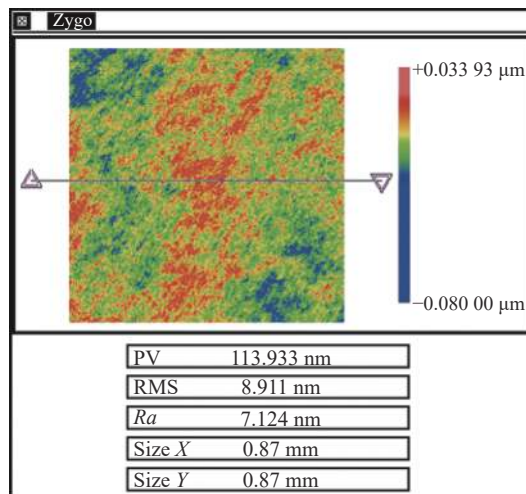 Zygo
+0.033 93 μm
−0.080 00 μm
PV 113.933 nm
RMS 8.911 nm
Ra 7.124 nm
Size X 0.87 mm
Size Y 0.87 mm